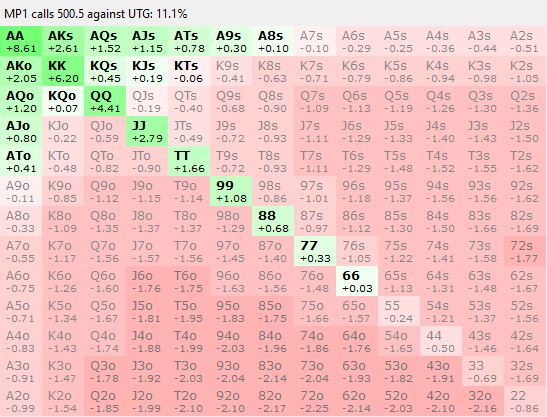 MP1 calls 500.5 against UTG: 11.1%
AA AKs AQs AJs ATs A9s A8s A7s A6s A5s A4s A3s A2s
+8.61 +2.61 +1.52 +1.15 +0.78 +0.30 +0.10 -0.10 -0.29 -0.25 -0.36 -0.44 -0.51
AKo KK KQs KJs KTs K9s K8s K7s K6s K5s K4s K3s K2s
+2.05 +6.20 +0.45 +0.19 -0.06 -0.41 -0.63 -0.71 -0.79 -0.86 -0.94 -0.98 -1.05
AQo KQo QQ QJs QTs Q9s Q8s Q7s Q6s Q5s Q4s Q3s Q2s
+1.20 +0.07 +4.41 -0.19 -0.40 -0.68 -0.90 -1.09 -1.13 -1.19 -1.26 -1.30 -1.36
AJo KJo QJo JJ JTs J9s J8s J7s J6s J5s J4s J3s J2s
+0.80 -0.22 -0.59 +2.79 -0.49 -0.72 -0.93 -1.11 -1.29 -1.33 -1.40 -1.43 -1.50
ATo KTo QTo JTo TT T9s T8s T7s T6s T5s T4s T3s T2s
+0.41 -0.48 -0.82 -0.90 +1.66 -0.72 -0.93 -1.11 -1.29 -1.48 -1.52 -1.55 -1.62
A9o K9o Q9o J9o T9o 99 98s 97s 96s 95s 94s 93s 92s
-0.11 -0.85 -1.12 -1.15 -1.14 +1.08 -0.86 -1.01 -1.18 -1.37 -1.56 -1.56 -1.62
A8o K8o Q8o J8o T8o 98o 88 87s 86s 85s 84s 83s 82s
-0.33 -1.09 -1.35 -1.37 -1.37 -1.29 +0.68 -0.97 -1.12 -1.30 -1.50 -1.66 -1.69
A7o K7o Q7o J7o T7o 97o 87o 77 76s 75s 74s 73s 72s
-0.55 -1.17 -1.56 -1.57 -1.56 -1.45 -1.40 +0.33 -1.05 -1.22 -1.41 -1.58 -1.77
A6o K6o Q6o J6o T6o 96o 86o 76o 66 65s 64s 63s 62s
-0.75 -1.26 -1.60 -1.76 -1.75 -1.63 -1.56 -1.48 +0.03 -1.13 -1.31 -1.48 -1.67
A5o K5o Q5o J5o T5o 95o 85o 75o 65o 55 54s 53s 52s
-0.71 -1.34 -1.67 -1.81 -1.95 -1.83 -1.75 -1.66 -1.57 -0.24 -1.21 -1.37 -1.56
A4o K4o Q4o J4o T4o 94o 84o 74o 64o 54o 44 43s 42s
-0.83 -1.43 -1.74 -1.88 -1.99 -2.03 -1.96 -1.86 -1.76 -1.65 -0.50 -1.46 -1.64
A3o K3o Q3o J3o T3o 93o 83o 73o 63o 53o 43o 33 32s
-0.91 -1.47 -1.78 -1.92 -2.03 -2.04 -2.14 -2.04 -1.93 -1.82 -1.91 -0.69 -1.69
A2o K2o Q2o J2o T2o 92o 82o 72o 62o 52o 42o 32o 22
-0.99 -1.54 -1.85 -1.99 -2.10 -2.10 -2.17 -2.25 -2.14 -2.03 -2.10 -2.16 -0.86